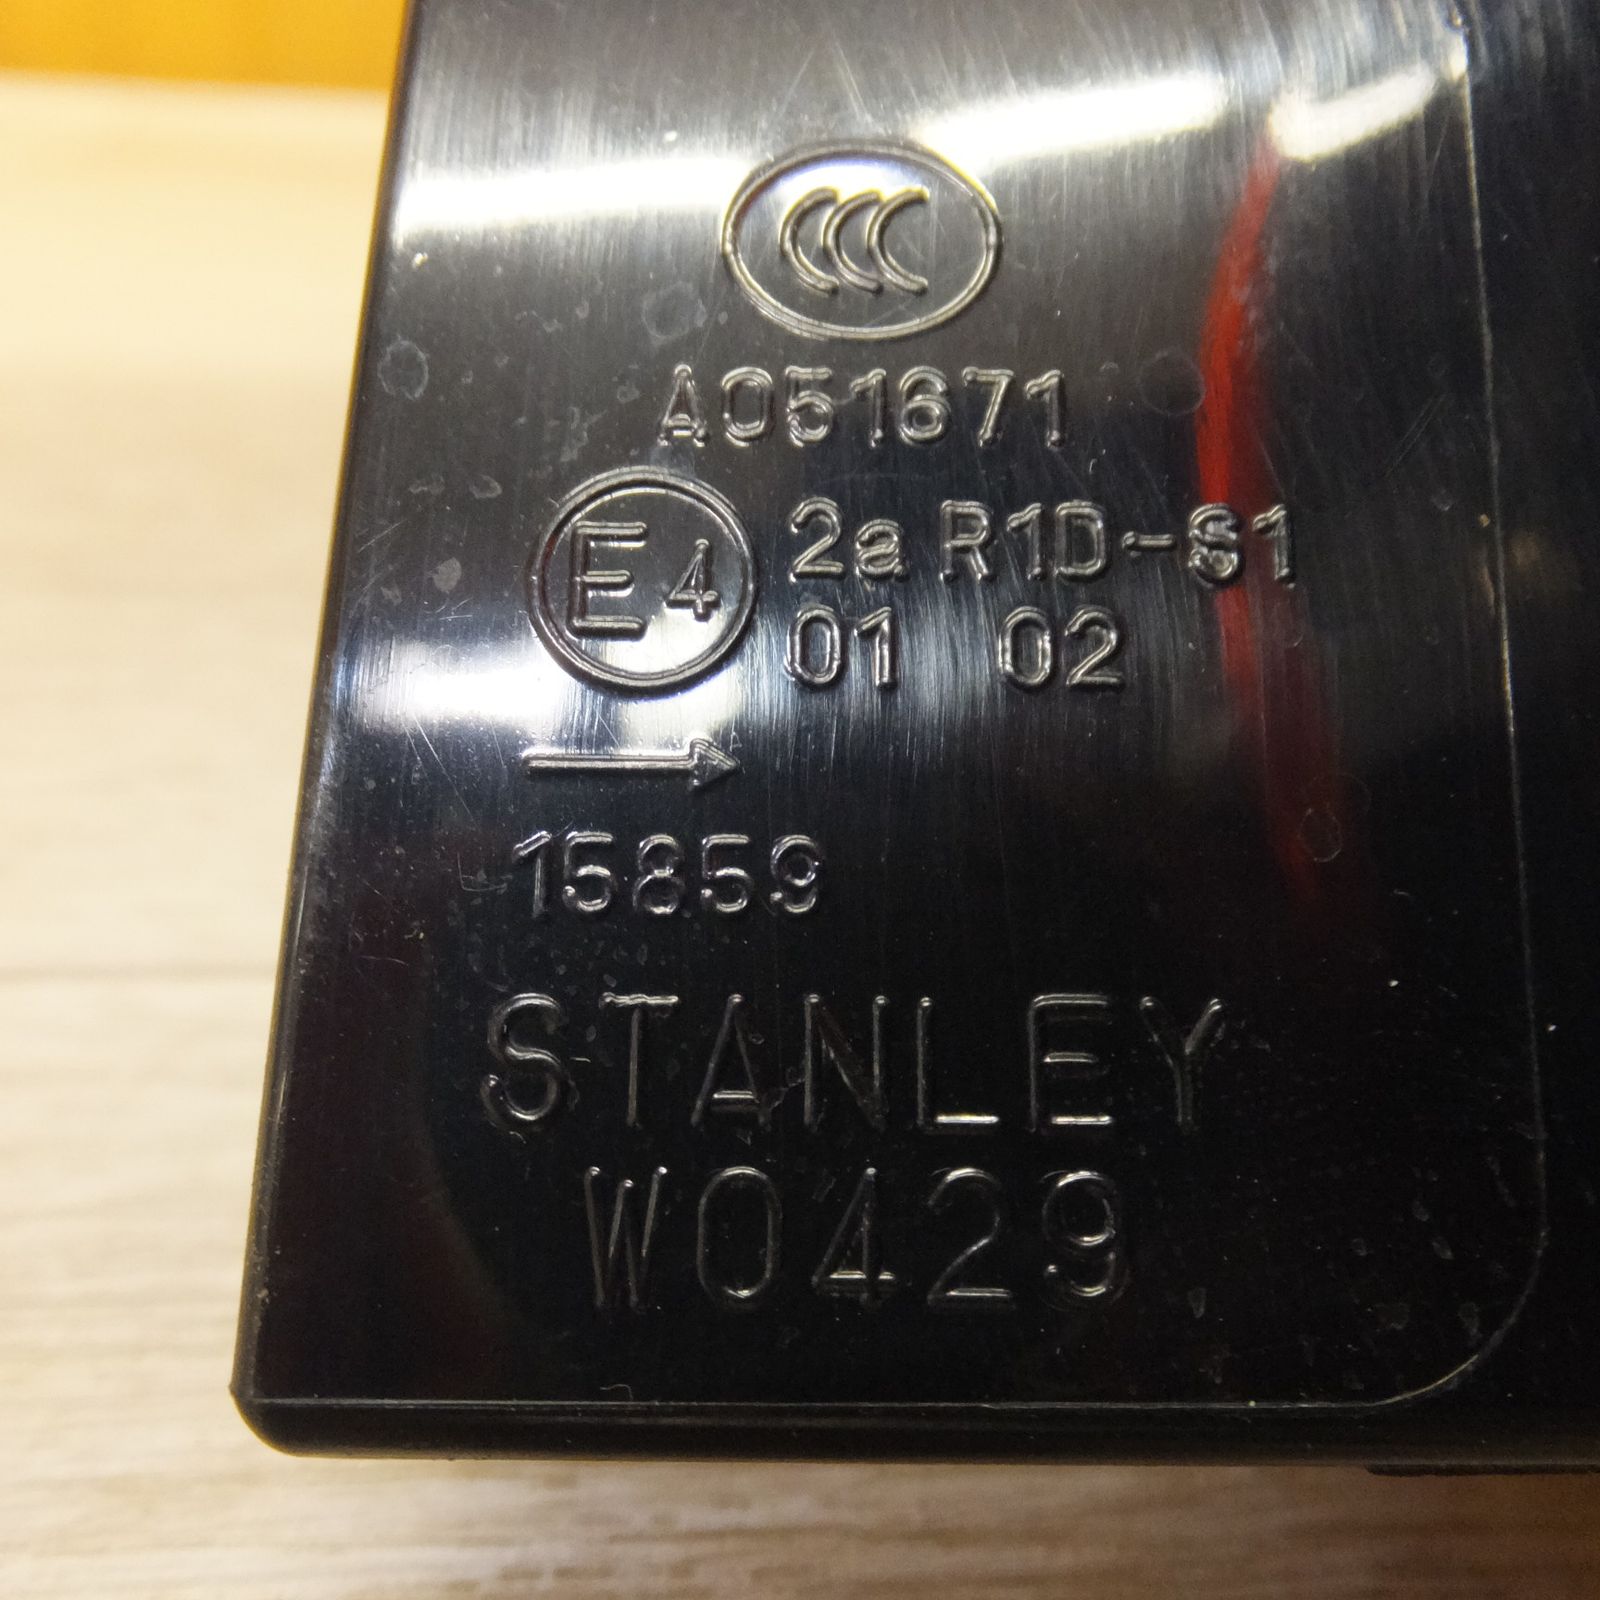 CCC
A051671
E4 2a R1D-S1
01 02
→
15859
STANLEY
W0429